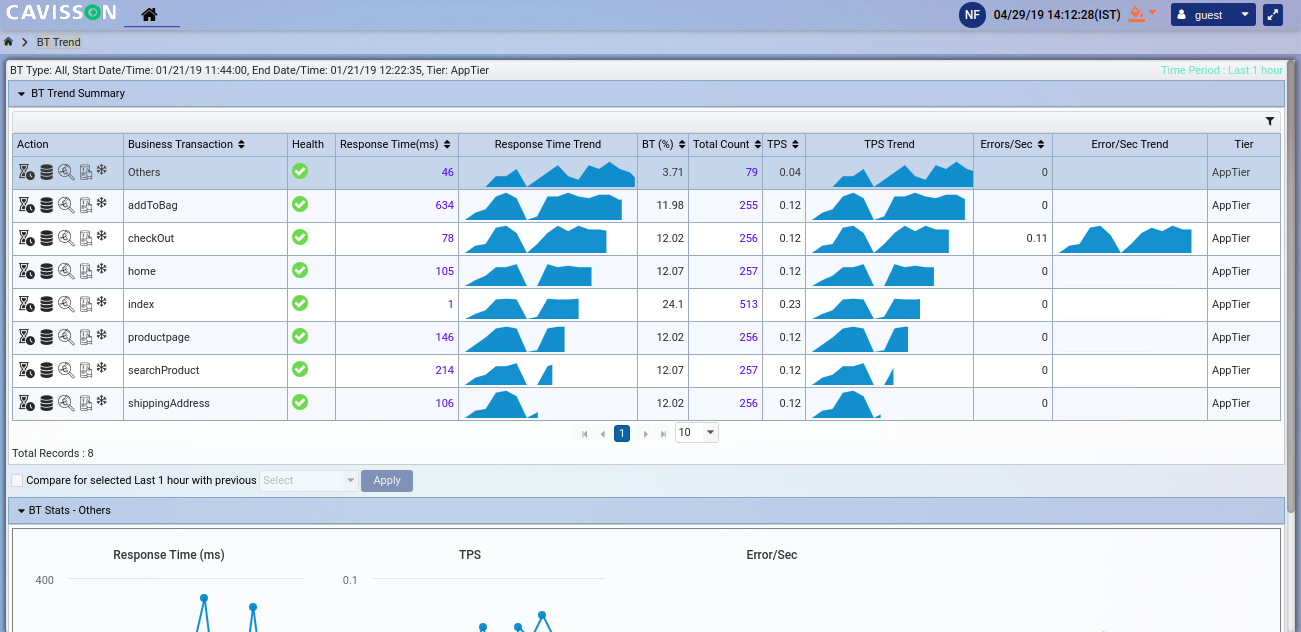 CAVISSON
NF 04/29/19 14:12:28(IST) guest
BT Trend
BT Type: All, Start Date/Time: 01/21/19 11:44:00, End Date/Time: 01/21/19 12:22:35, Tier: AppTier Time Period : Last 1 hour
BT Trend Summary
Action Business Transaction Health Response Time(ms) Response Time Trend BT (%) Total Count TPS TPS Trend Errors/Sec Error/Sec Trend Tier
Others 46 3.71 79 0.04 0 AppTier
addToBag 634 11.98 255 0.12 0 AppTier
checkOut 78 12.02 256 0.12 0.11 AppTier
home 105 12.07 257 0.12 0 AppTier
index 1 24.1 513 0.23 0 AppTier
productpage 146 12.02 256 0.12 0 AppTier
searchProduct 214 12.07 257 0.12 0 AppTier
shippingAddress 106 12.02 256 0.12 0 AppTier
1 10
Total Records : 8
Compare for selected Last 1 hour with previous Select Apply
BT Stats - Others
Response Time (ms) TPS Error/Sec
400 0.1